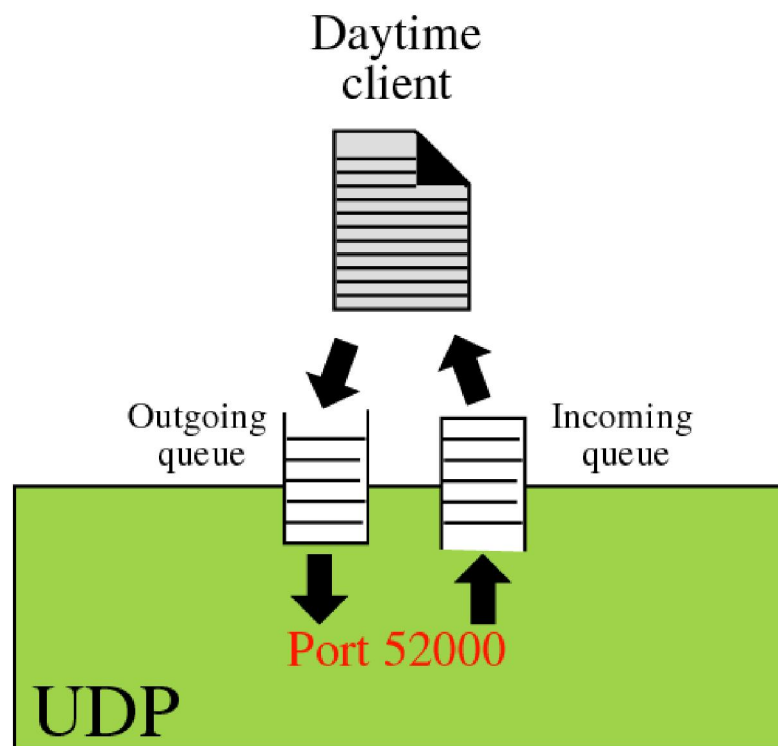 Daytime
client
Outgoing
queue
Incoming
queue
Port 52000
UDP